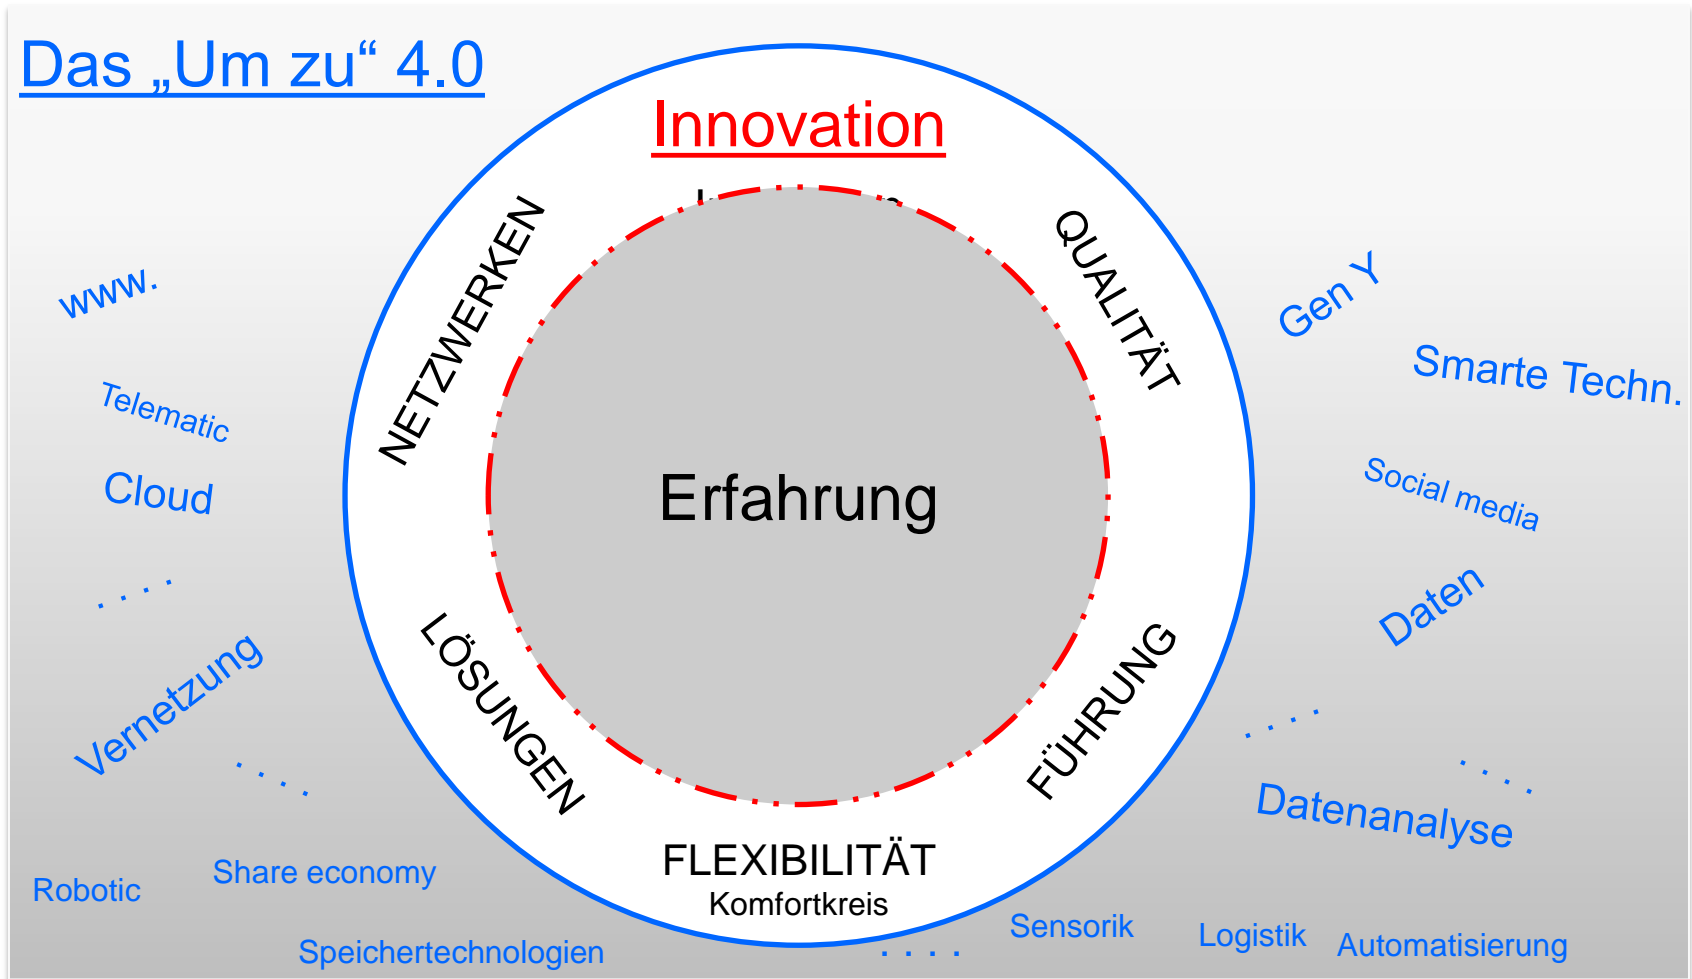 Das „Um zu“ 4.0
Innovation
NETZWERKEN
QUALITÄT
www.
Gen Y
Smarte Techn.
Telematic
Cloud
Social media
Erfahrung
. . . .
Daten
Vernetzung
LÖSUNGEN
FÜHRUNG
. . . .
. . . .
. . . .
Datenanalyse
FLEXIBILITÄT
Komfortkreis
Robotic
Share economy
Speichertechnologien
. . . .
Sensorik
Logistik
Automatisierung